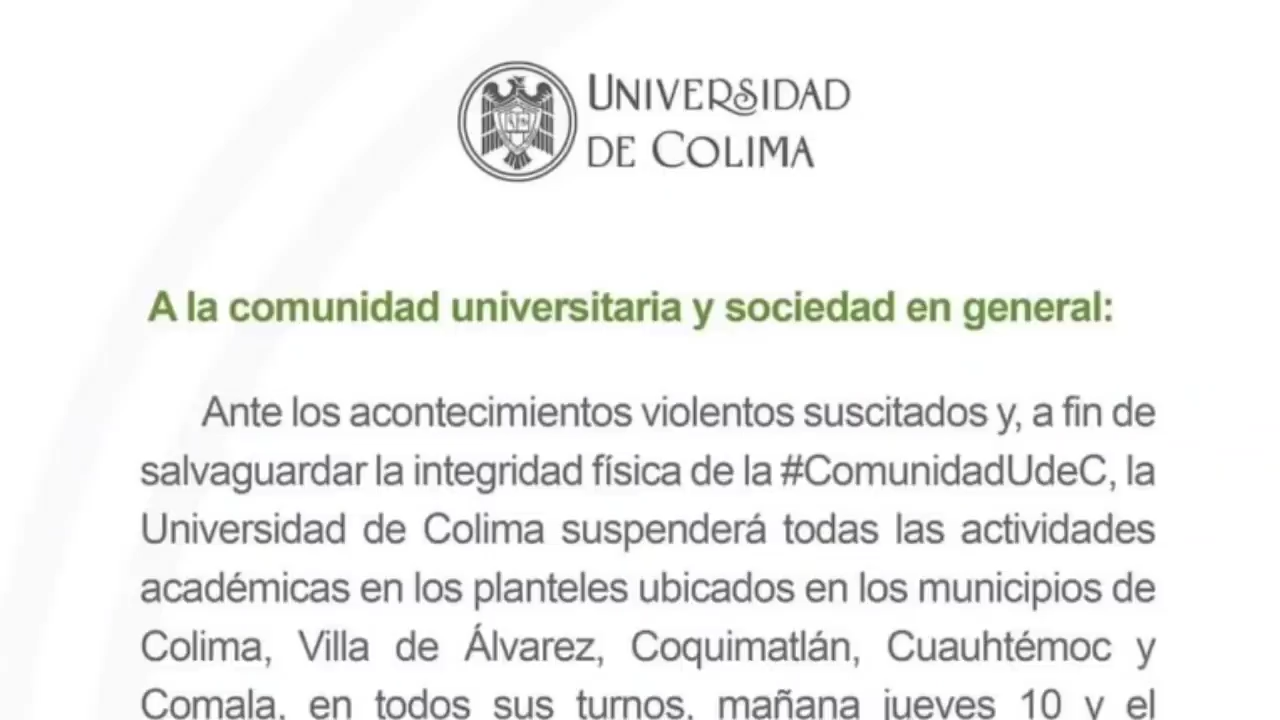 UNIVERSIDAD
DE COLIMA
A la comunidad universitaria y sociedad en general:
Ante los acontecimientos violentos suscitados y, a fin de
salvaguardar la integridad física de la #ComunidadUdeC, la
Universidad de Colima suspenderá todas las actividades
académicas en los planteles ubicados en los municipios de
Colima, Villa de Álvarez, Coquimatlán, Cuauhtémoc y
Comala, en todos sus turnos, mañana jueves 10 y el